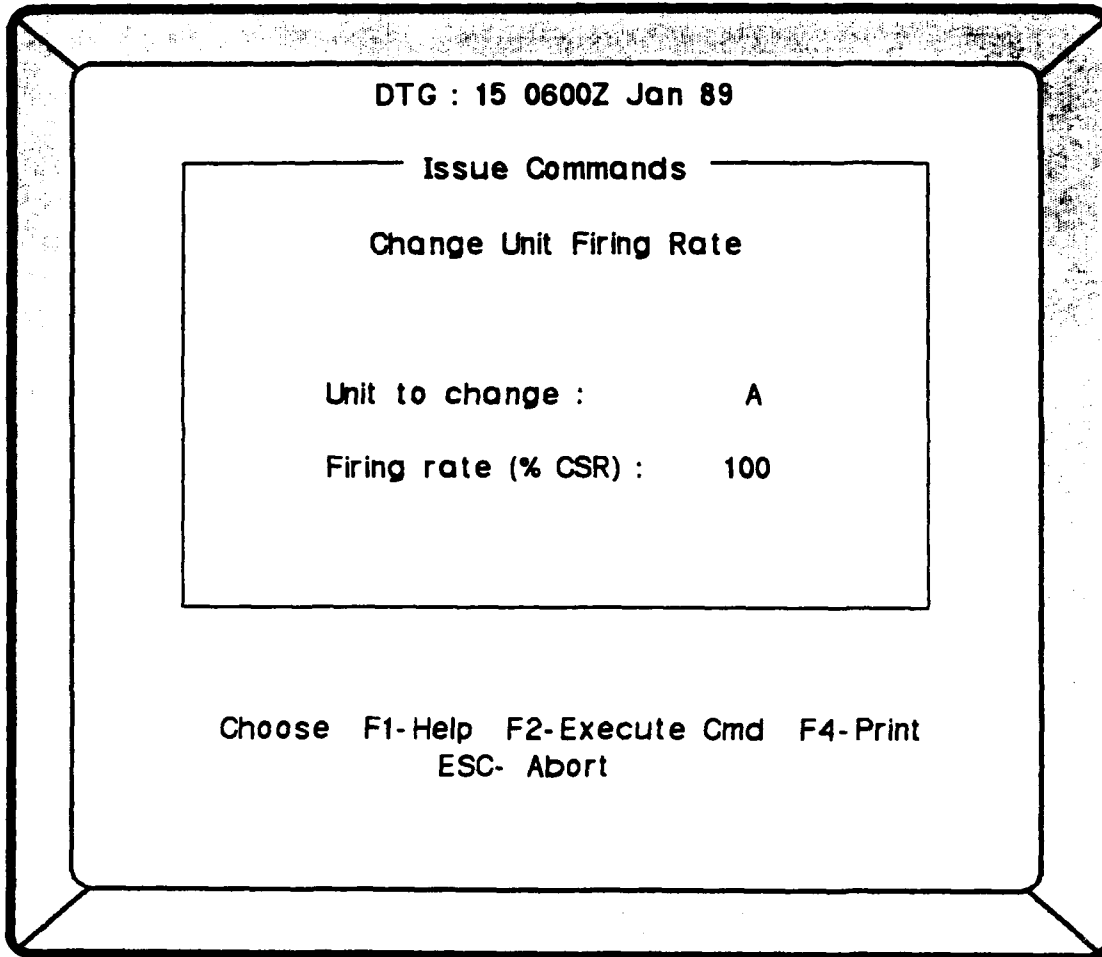 DTG : 15 0600Z Jan 89
Issue Commands
Change Unit Firing Rate
Unit to change : A
Firing rate (% CSR) : 100
Choose F1-Help F2-Execute Cmd F4-Print
ESC- Abort